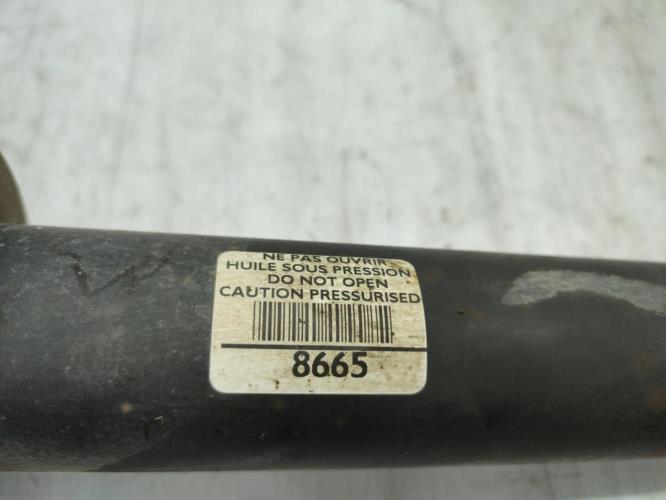 NE PAS OUVRIR
HUILE SOUS PRESSION
DO NOT OPEN
CAUTION PRESSURISED
8665